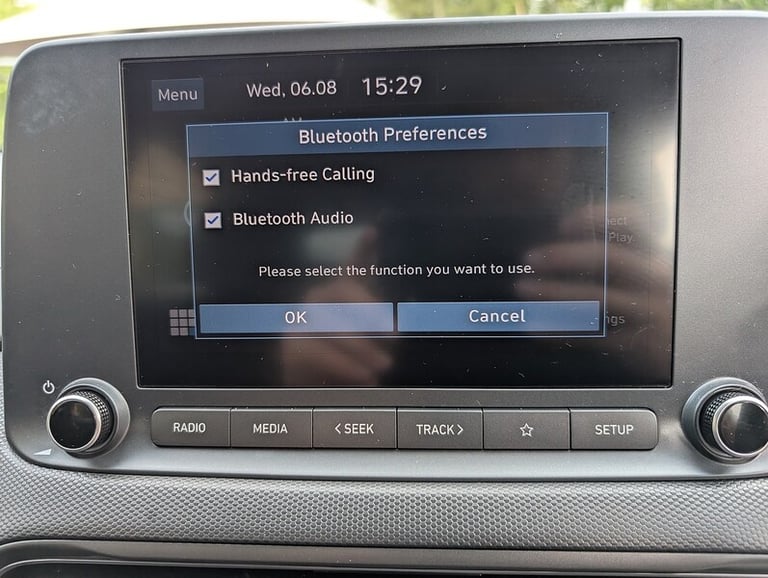 Menu
Wed, 06.08 15:29
Bluetooth Preferences
Hands-free Calling
Bluetooth Audio
Play.
Please select the function you want to use.
OK
Cancel
RADIO
MEDIA
< SEEK
TRACK >
SETUP